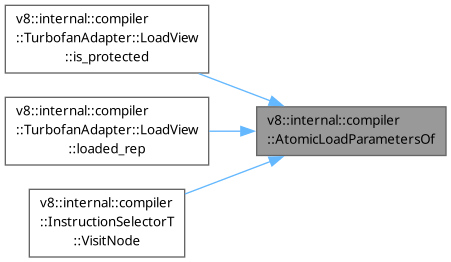 v8::internal::compiler
::TurbofanAdapter::LoadView
::is_protected
v8::internal::compiler
::TurbofanAdapter::LoadView
::loaded_rep
v8::internal::compiler
::AtomicLoadParametersOf
v8::internal::compiler
::InstructionSelectorT
::VisitNode